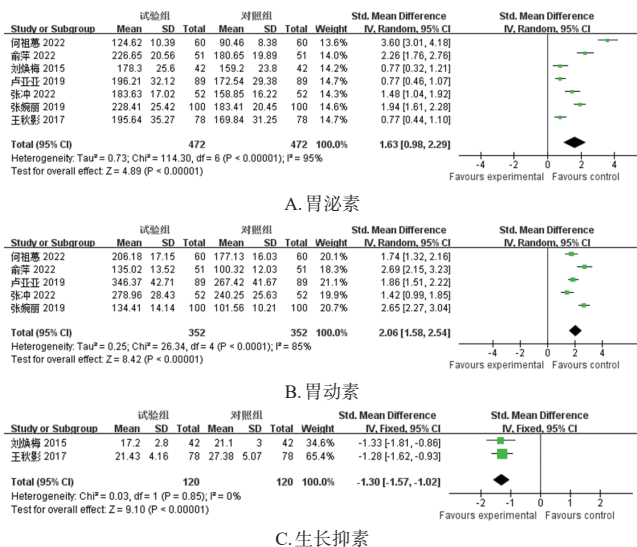 试验组 对照组 Std. Mean Difference Std. Mean Difference
Study or Subgroup Mean SD Total Mean SD Total Weight IV, Random, 95% CI IV, Random, 95% CI
何祖蕙 2022 124.62 10.39 60 90.46 8.38 60 13.6% 3.60 [3.01, 4.18]
俞萍 2022 226.65 20.56 51 180.65 19.89 51 14.0% 2.26 [1.76, 2.76]
刘焕梅 2015 178.3 25.6 42 159.2 23.8 42 14.1% 0.77 [0.32, 1.21]
卢亚亚 2019 196.21 32.12 89 172.54 29.38 89 14.6% 0.77 [0.46, 1.07]
张冲 2022 183.63 17.02 52 158.85 16.22 52 14.2% 1.48 [1.04, 1.92]
张婉丽 2019 228.41 25.42 100 183.41 20.45 100 14.5% 1.94 [1.61, 2.28]
王秋影 2017 195.64 35.27 78 169.84 31.25 78 14.5% 0.77 [0.44, 1.10]
Total (95% CI) 472 472 100.0% 1.63 [0.98, 2.29]
Heterogeneity: Tau² = 0.73; Chi² = 114.30, df = 6 (P < 0.00001); I² = 95%
Test for overall effect: Z = 4.89 (P < 0.00001)
-4 -2 0 2 4
Favours experimental Favours control
A.胃泌素
试验组 对照组 Std. Mean Difference Std. Mean Difference
Study or Subgroup Mean SD Total Mean SD Total Weight IV, Random, 95% CI IV, Random, 95% CI
何祖蕙 2022 206.18 17.15 60 177.13 16.03 60 20.1% 1.74 [1.32, 2.16]
俞萍 2022 135.02 13.52 51 100.32 12.03 51 18.3% 2.69 [2.15, 3.23]
卢亚亚 2019 346.37 42.71 89 267.42 41.67 89 21.1% 1.86 [1.51, 2.22]
张冲 2022 278.96 28.43 52 240.25 25.63 52 19.7% 1.42 [0.99, 1.85]
张婉丽 2019 134.41 14.14 100 101.56 10.21 100 20.7% 2.65 [2.27, 3.04]
Total (95% CI) 352 352 100.0% 2.06 [1.58, 2.54]
Heterogeneity: Tau² = 0.25; Chi² = 26.34, df = 4 (P < 0.0001); I² = 85%
Test for overall effect: Z = 8.42 (P < 0.00001)
-4 -2 0 2 4
Favours experimental Favours control
B.胃动素
试验组 对照组 Std. Mean Difference Std. Mean Difference
Study or Subgroup Mean SD Total Mean SD Total Weight IV, Fixed, 95% CI IV, Fixed, 95% CI
刘焕梅 2015 17.2 2.8 42 21.1 3 42 34.6% -1.33 [-1.81, -0.86]
王秋影 2017 21.43 4.16 78 27.38 5.07 78 65.4% -1.28 [-1.62, -0.93]
Total (95% CI) 120 120 100.0% -1.30 [-1.57, -1.02]
Heterogeneity: Chi² = 0.03, df = 1 (P = 0.85); I² = 0%
Test for overall effect: Z = 9.10 (P < 0.00001)
-2 -1 0 1 2
Favours experimental Favours control
C.生长抑素